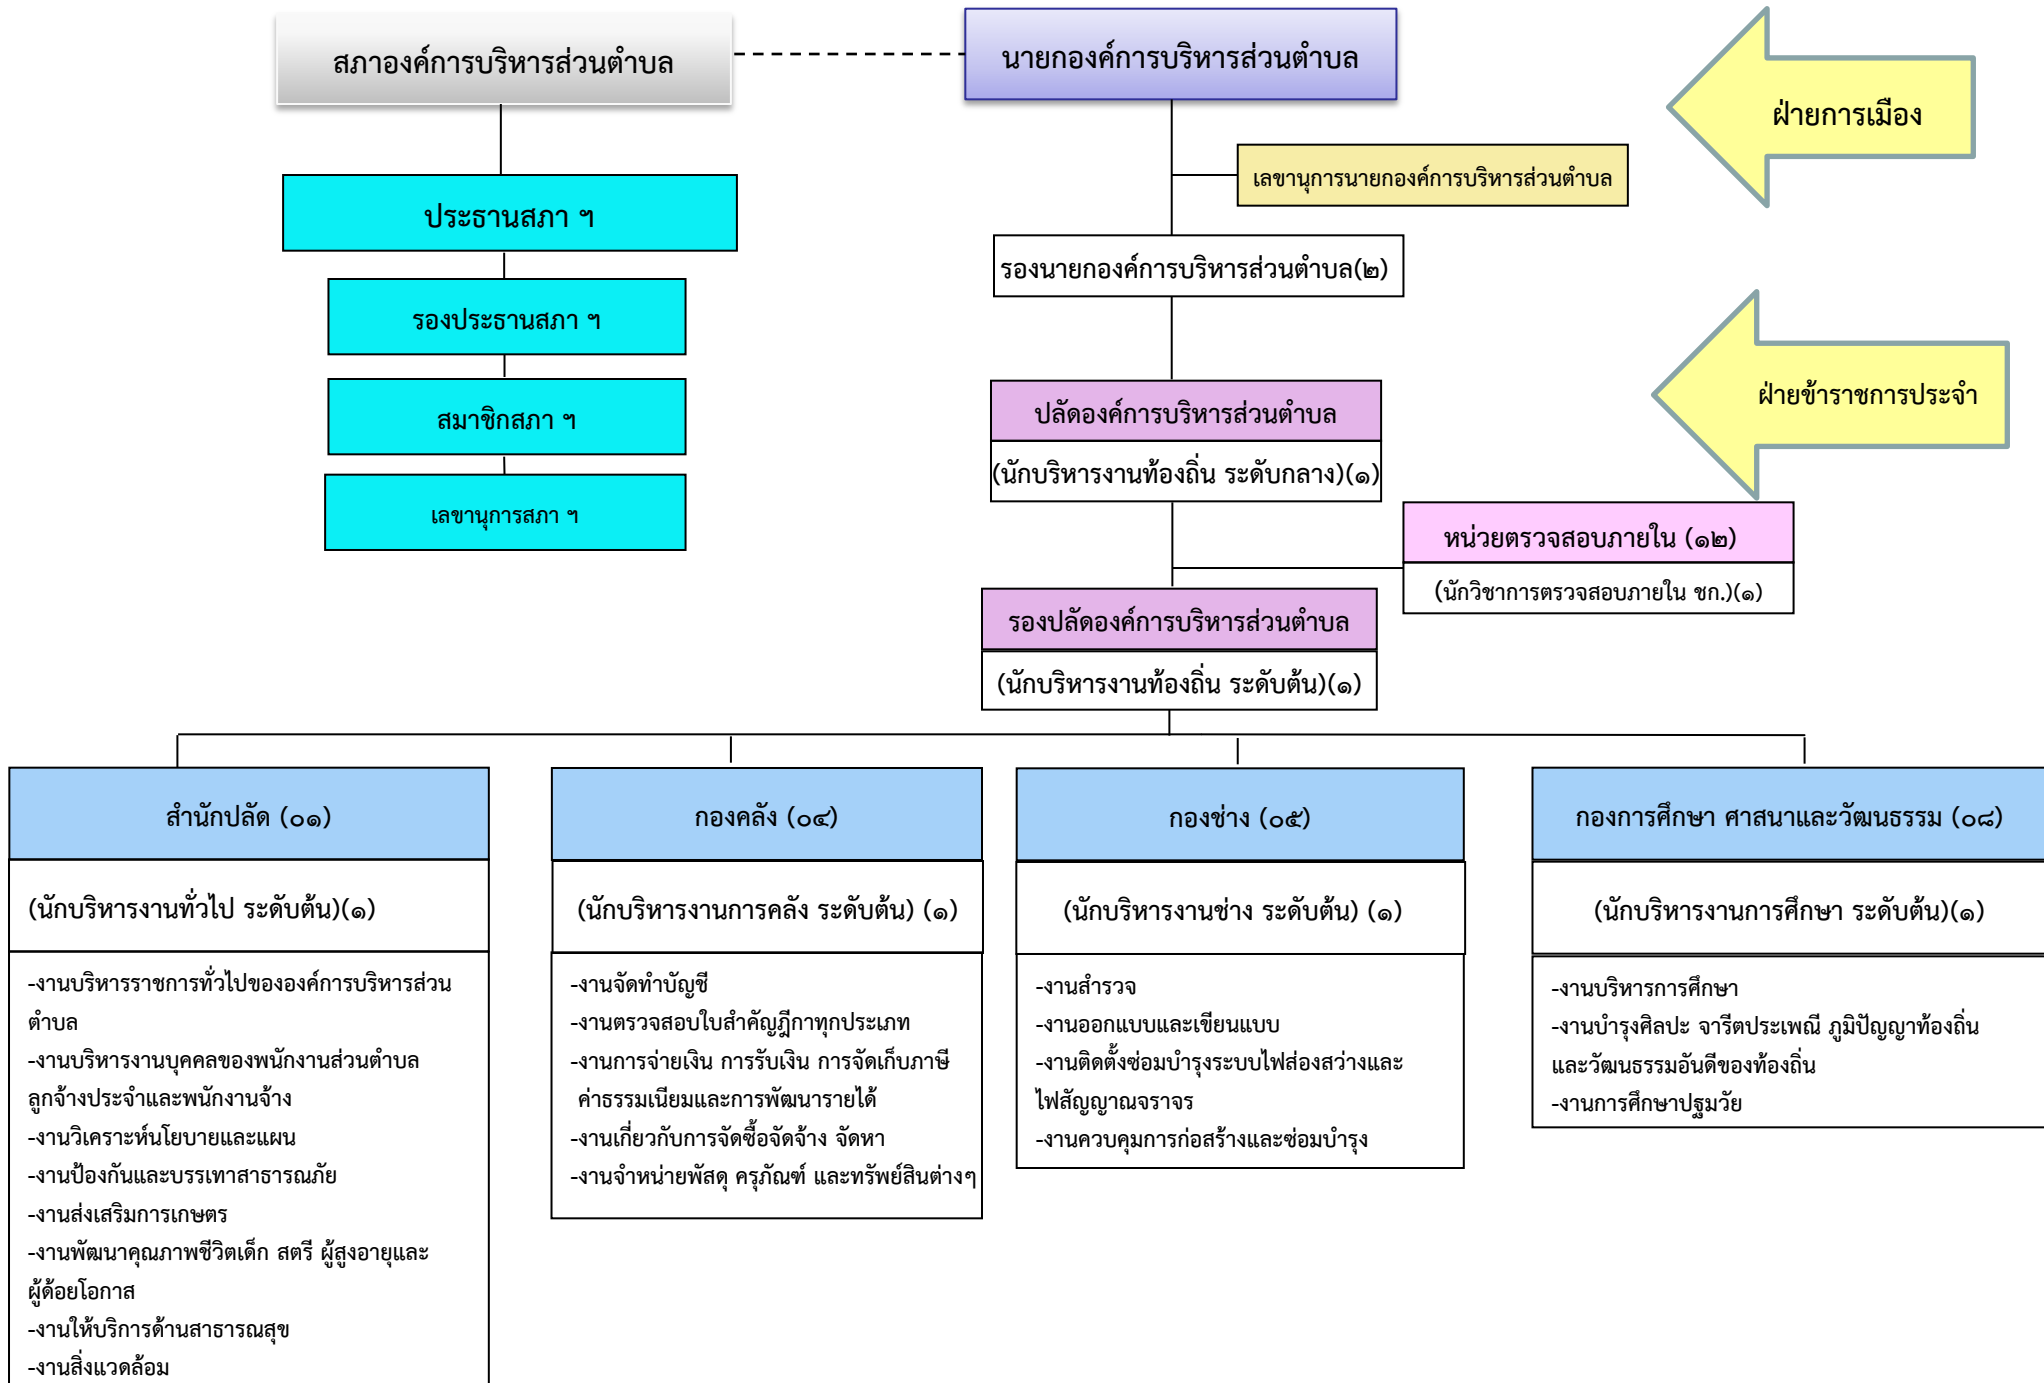 สภาองค์การบริหารส่วนตำบล
นายกองค์การบริหารส่วนตำบล
ฝ่ายการเมือง
เลขานุการนายกองค์การบริหารส่วนตำบล
ประธานสภา ฯ
รองนายกองค์การบริหารส่วนตำบล(๒)
รองประธานสภา ฯ
ฝ่ายข้าราชการประจำ
สมาชิกสภา ฯ
ปลัดองค์การบริหารส่วนตำบล
(นักบริหารงานท้องถิ่น ระดับกลาง)(๑)
เลขานุการสภา ฯ
หน่วยตรวจสอบภายใน (๑๒)
(นักวิชาการตรวจสอบภายใน ชก.)(๑)
รองปลัดองค์การบริหารส่วนตำบล
(นักบริหารงานท้องถิ่น ระดับต้น)(๑)
สำนักปลัด (๐๑)
(นักบริหารงานทั่วไป ระดับต้น)(๑)
-งานบริหารราชการทั่วไปขององค์การบริหารส่วน
ตำบล
-งานบริหารงานบุคคลของพนักงานส่วนตำบล
ลูกจ้างประจำและพนักงานจ้าง
-งานวิเคราะห์นโยบายและแผน
-งานป้องกันและบรรเทาสาธารณภัย
-งานส่งเสริมการเกษตร
-งานพัฒนาคุณภาพชีวิตเด็ก สตรี ผู้สูงอายุและ
ผู้ด้อยโอกาส
-งานให้บริการด้านสาธารณสุข
-งานสิ่งแวดล้อม
กองคลัง (๐๔)
(นักบริหารงานการคลัง ระดับต้น) (๑)
-งานจัดทำบัญชี
-งานตรวจสอบใบสำคัญฎีกาทุกประเภท
-งานการจ่ายเงิน การรับเงิน การจัดเก็บภาษี
ค่าธรรมเนียมและการพัฒนารายได้
-งานเกี่ยวกับการจัดซื้อจัดจ้าง จัดหา
-งานจำหน่ายพัสดุ ครุภัณฑ์ และทรัพย์สินต่างๆ
กองช่าง (๐๕)
(นักบริหารงานช่าง ระดับต้น) (๑)
-งานสำรวจ
-งานออกแบบและเขียนแบบ
-งานติดตั้งซ่อมบำรุงระบบไฟส่องสว่างและ
ไฟสัญญาณจราจร
-งานควบคุมการก่อสร้างและซ่อมบำรุง
กองการศึกษา ศาสนาและวัฒนธรรม (๐๘)
(นักบริหารงานการศึกษา ระดับต้น)(๑)
-งานบริหารการศึกษา
-งานบำรุงศิลปะ จารีตประเพณี ภูมิปัญญาท้องถิ่น
และวัฒนธรรมอันดีของท้องถิ่น
-งานการศึกษาปฐมวัย